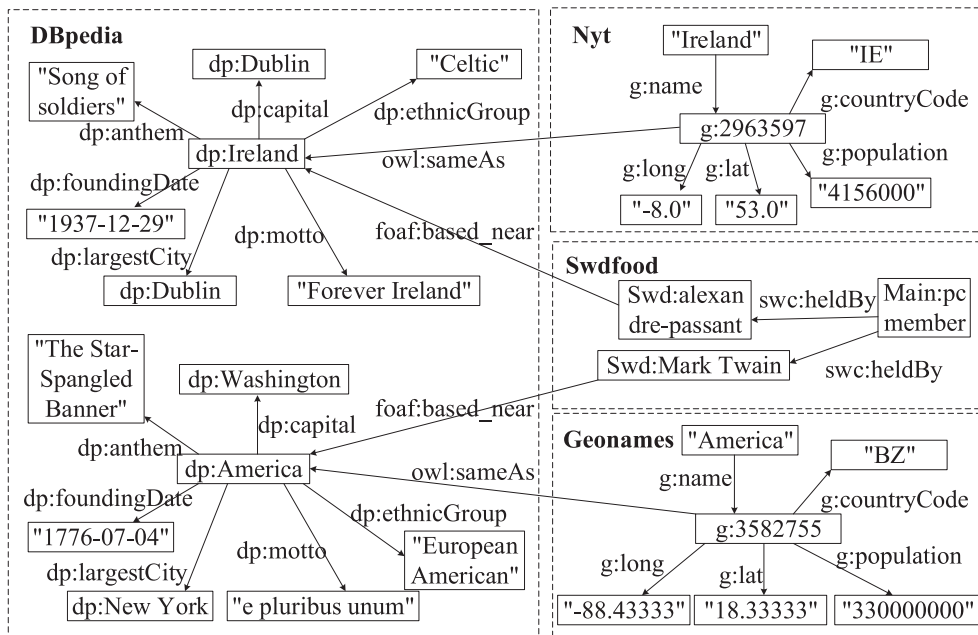 DBpedia
dp:Dublin
"Celtic"
"Song of
soldiers"
dp:capital
dp:ethnicGroup
dp:anthem
dp:Ireland
owl:sameAs
dp:foundingDate
"1937-12-29"
dp:motto
foaf:based_near
dp:largestCity
dp:Dublin
"Forever Ireland"
"The Star-
Spangled
Banner"
dp:Washington
foaf:based_near
dp:capital
dp:anthem
dp:America
owl:sameAs
dp:foundingDate
dp:ethnicGroup
"1776-07-04"
dp:motto
"European
American"
dp:largestCity
dp:New York
"e pluribus unum"
Nyt
"Ireland"
"IE"
g:name
g:countryCode
g:2963597
g:population
g:long
g:lat
"-8.0"
"53.0"
"4156000"
Swdfood
Swd:alexan
dre-passant
swc:heldBy
Main:pc
member
Swd:Mark Twain
swc:heldBy
Geonames
"America"
"BZ"
g:name
g:countryCode
g:3582755
g:population
g:long
g:lat
"-88.43333"
"18.33333"
"330000000"